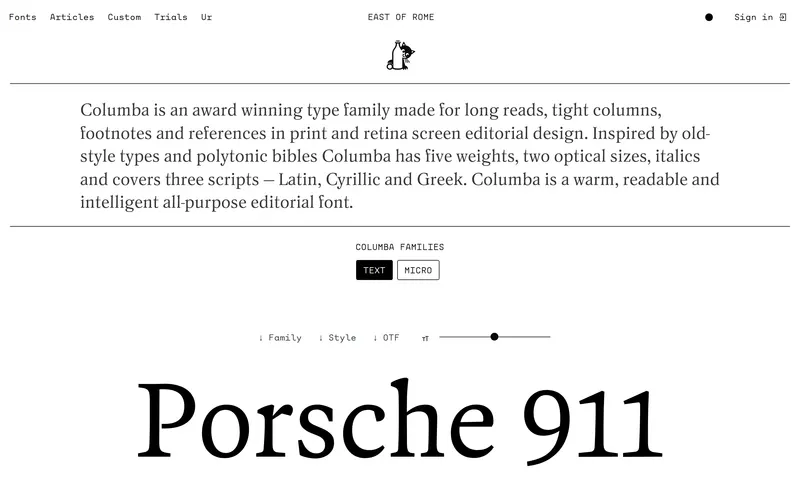 Fonts Articles Custom Trials Ur
EAST OF ROME
Sign in
Columba is an award winning type family made for long reads, tight columns,
footnotes and references in print and retina screen editorial design. Inspired by old-
style types and polytonic bibles Columba has five weights, two optical sizes, italics
and covers three scripts – Latin, Cyrillic and Greek. Columba is a warm, readable and
intelligent all-purpose editorial font.
COLUMBA FAMILIES
TEXT MICRO
↓ Family ↓ Style ↓ OTF TT
Porsche 911